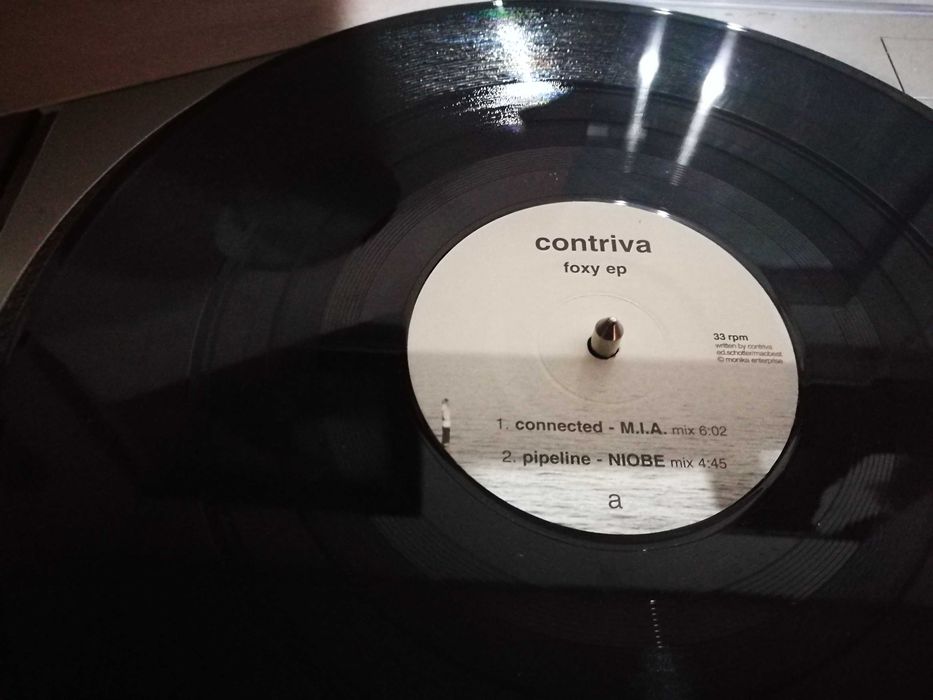 contriva
foxy ep
33 rpm
written by contriva
ed.schotter/macbest
© monika enterprise
1. connected - M.I.A. mix 6:02
2. pipeline - NIOBE mix 4:45
a